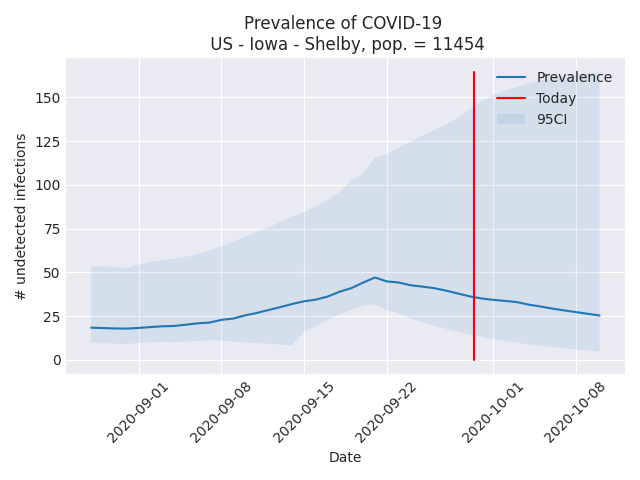 Prevalence of COVID-19
US - Iowa - Shelby, pop. = 11454
Prevalence
Today
95CI
150
125
100
75
50
25
0
# undetected infections
2020-09-01
2020-09-08
2020-09-15
2020-09-22
2020-10-01
2020-10-08
Date